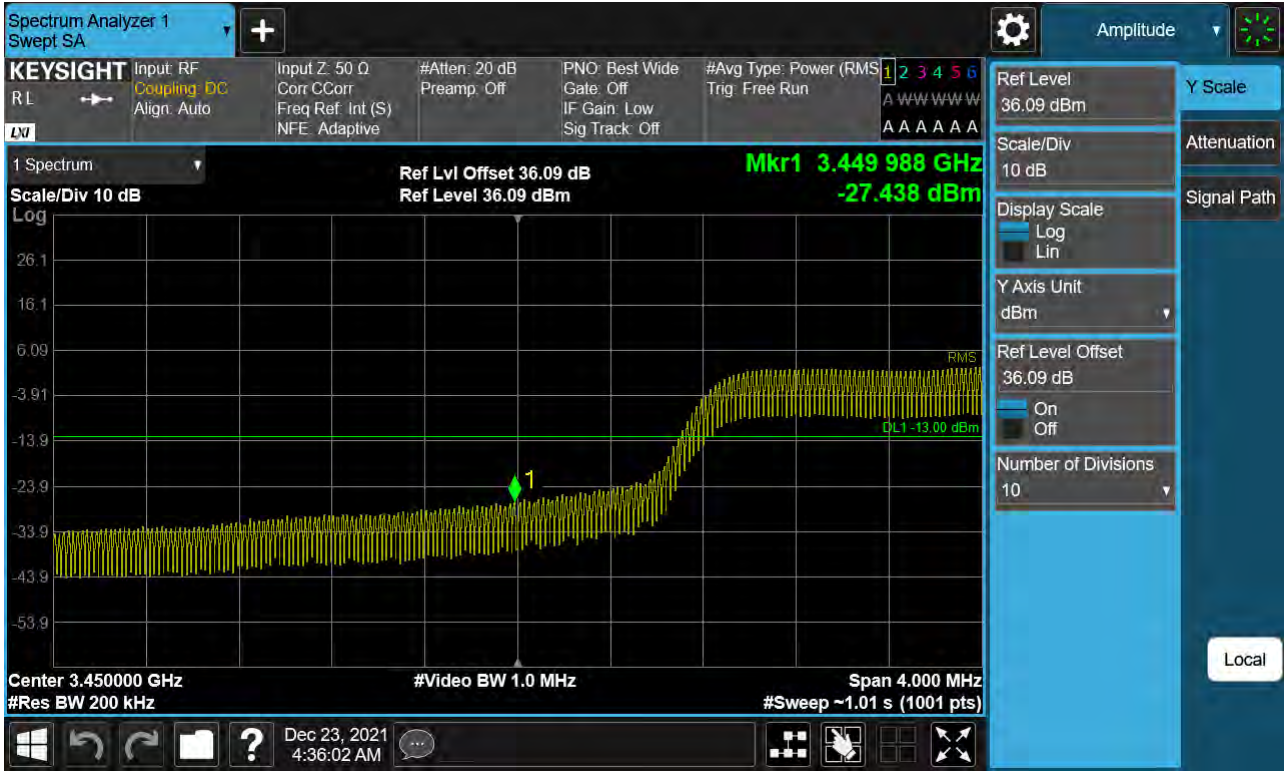 Spectrum Analyzer 1
Swept SA
Amplitude
KEYSIGHT
RL
LXI
Input: RF
Coupling: DC
Align: Auto
Input Z: 50 Ω
Corr CCorr
Freq Ref: Int (S)
NFE: Adaptive
#Atten: 20 dB
Preamp: Off
PNO: Best Wide
Gate: Off
IF Gain: Low
Sig Track: Off
#Avg Type: Power (RMS
Trig: Free Run
1 2 3 4 5 6
A W W W W W
A A A A A A
1 Spectrum
Scale/Div 10 dB
Ref Lvl Offset 36.09 dB
Ref Level 36.09 dBm
Mkr1 3.449 988 GHz
-27.438 dBm
Log
26.1
16.1
6.09
-3.91
-13.9
-23.9
-33.9
-43.9
-53.9
RMS
DL1 -13.00 dBm
1
Center 3.450000 GHz
#Res BW 200 kHz
#Video BW 1.0 MHz
Span 4.000 MHz
#Sweep ~1.01 s (1001 pts)
Ref Level
36.09 dBm
Scale/Div
10 dB
Display Scale
Log
Lin
Y Axis Unit
dBm
Ref Level Offset
36.09 dB
On
Off
Number of Divisions
10
Y Scale
Attenuation
Signal Path
Local
?
Dec 23, 2021
4:36:02 AM